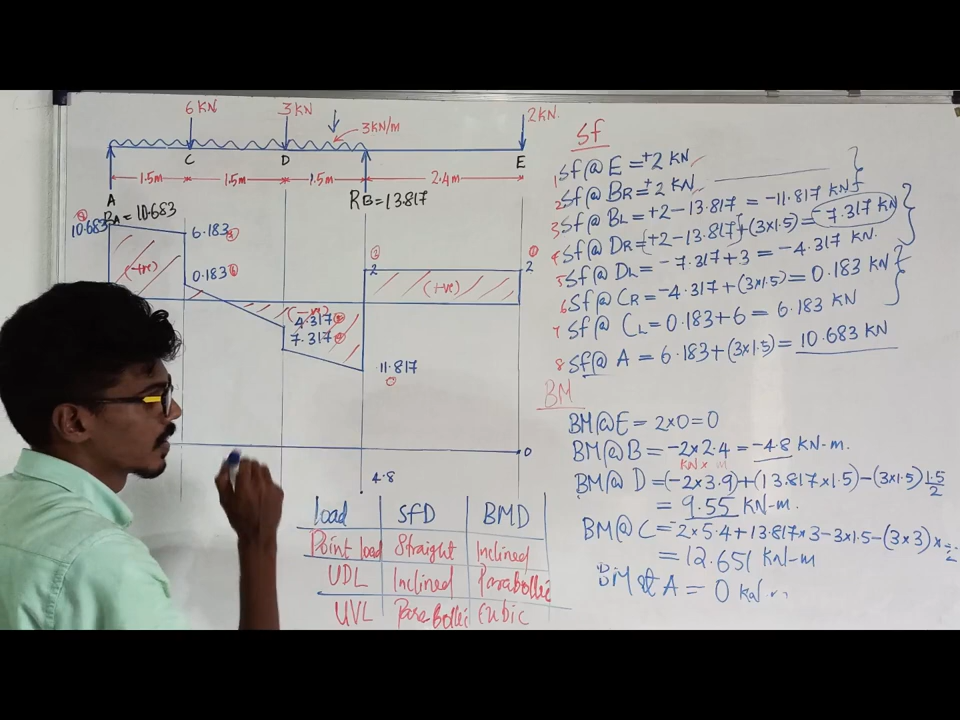 6 KN 3KN 2KN.
3KN/m
C D E
1.5m 1.5m 1.5m 2.4m
A
RB = 13.817
RA = 10.683
10.683
6.183
0.183
(+ve)
(-ve)
4.317
7.317
11.817
2
2
(+ve)
0
4.8
load SFD BMD
Point load Straight Inclined
UDL Inclined Parabollic
UVL Parabollic Cubic
Sf
1 Sf@ E = +2 KN
2 Sf@ BR = +2 KN
3 Sf@ BL = +2-13.817 = -11.817 KN
4 Sf@ DR = +2-13.817+(3x1.5) = -7.317 KN
5 Sf@ DL = -7.317+3 = -4.317 KN.
6 Sf@ CR = -4.317+(3x1.5) = 0.183 KN
7 Sf@ CL = 0.183+6 = 6.183 KN
8 Sf@ A = 6.183+(3x1.5) = 10.683 KN
BM
BM@E = 2x0=0
BM@B = -2x2.4 = -4.8 KN-m.
KN x m
BM@ D = (-2x3.9)+(13.817x1.5)-(3x1.5)1.5/2
= 9.55 KN-m.
BM@C = 2x5.4+13.817x3-3x1.5-(3x3)x
= 12.651 KN-m
BM at A = 0